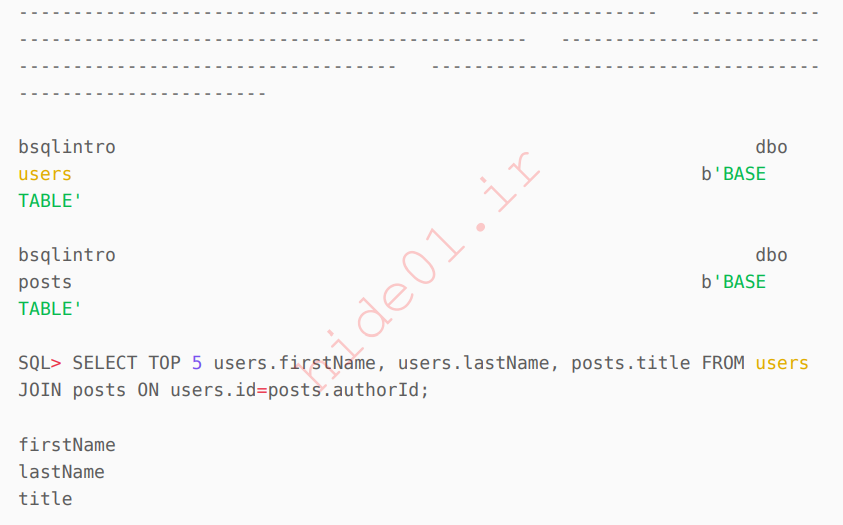 ----------------------------------------------------------- ------------
----------------------------------------------- ------------------------
----------------------------------- ------------------------------------
-----------------------
bsqlintro dbo
users b'BASE
TABLE'
bsqlintro dbo
posts b'BASE
TABLE'
SQL> SELECT TOP 5 users.firstName, users.lastName, posts.title FROM users
JOIN posts ON users.id=posts.authorId;
firstName
lastName
title
hide01.ir